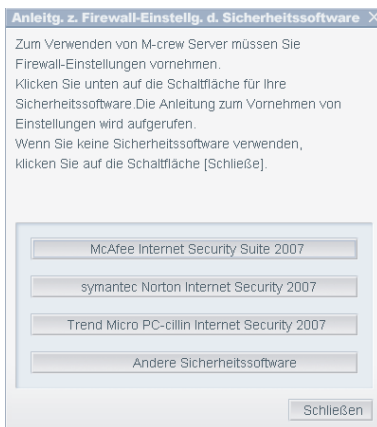 Anleitg. z. Firewall-Einstellg. d. Sicherheitssoftware X
Zum Verwenden von M-crew Server müssen Sie
Firewall-Einstellungen vornehmen.
Klicken Sie unten auf die Schaltfläche für Ihre
Sicherheitssoftware.Die Anleitung zum Vornehmen von
Einstellungen wird aufgerufen.
Wenn Sie keine Sicherheitssoftware verwenden,
klicken Sie auf die Schaltfläche [Schließe].
McAfee Internet Security Suite 2007
symantec Norton Internet Security 2007
Trend Micro PC-cillin Internet Security 2007
Andere Sicherheitssoftware
Schließen